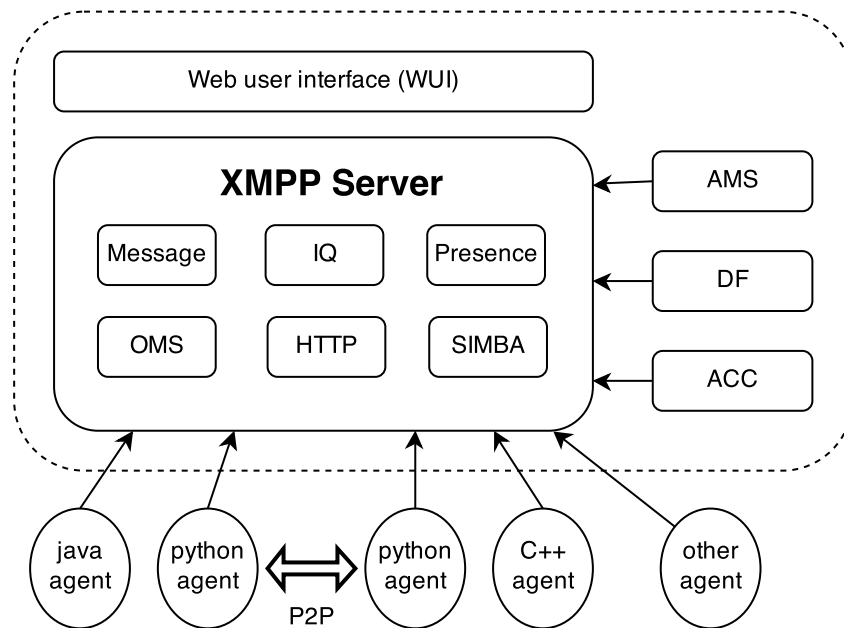 Web user interface (WUI)
XMPP Server
Message
IQ
Presence
OMS
HTTP
SIMBA
AMS
DF
ACC
java
agent
python
agent
P2P
python
agent
C++
agent
other
agent